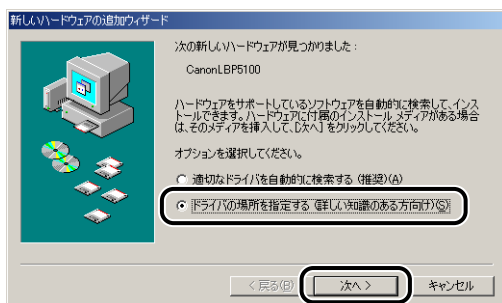 新しいハードウェアの追加ウィザード
次の新しいハードウェアが見つかりました :
CanonLBP5100
ハードウェアをサポートしているソフトウェアを自動的に検索して、インス
トールできます。ハードウェアに付属のインストール メディアがある場合
は、そのメディアを挿入して、[次へ] をクリックしてください。
オプションを選択してください。
適切なドライバを自動的に検索する (推奨)(A)
ドライバの場所を指定する (詳しい知識のある方向け)(S)
< 戻る(B) 次へ > キャンセル